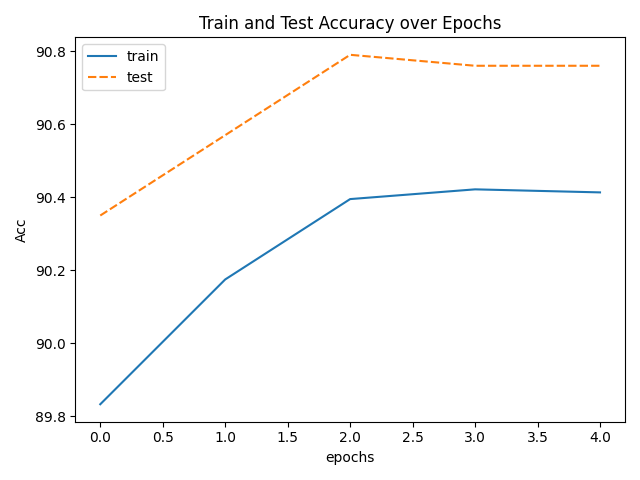 Train and Test Accuracy over Epochs
train
test
90.8
90.6
90.4
90.2
90.0
89.8
Acc
0.0 0.5 1.0 1.5 2.0 2.5 3.0 3.5 4.0
epochs